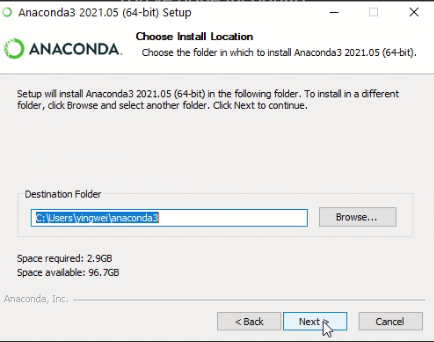 Anaconda3 2021.05 (64-bit) Setup
ANACONDA.
Choose Install Location
Choose the folder in which to install Anaconda3 2021.05 (64-bit).
Setup will install Anaconda3 2021.05 (64-bit) in the following folder. To install in a different
folder, click Browse and select another folder. Click Next to continue.
Destination Folder
C:\Users\yingwei\anaconda3
Browse...
Space required: 2.9GB
Space available: 96.7GB
Anaconda, Inc.
< Back
Next >
Cancel